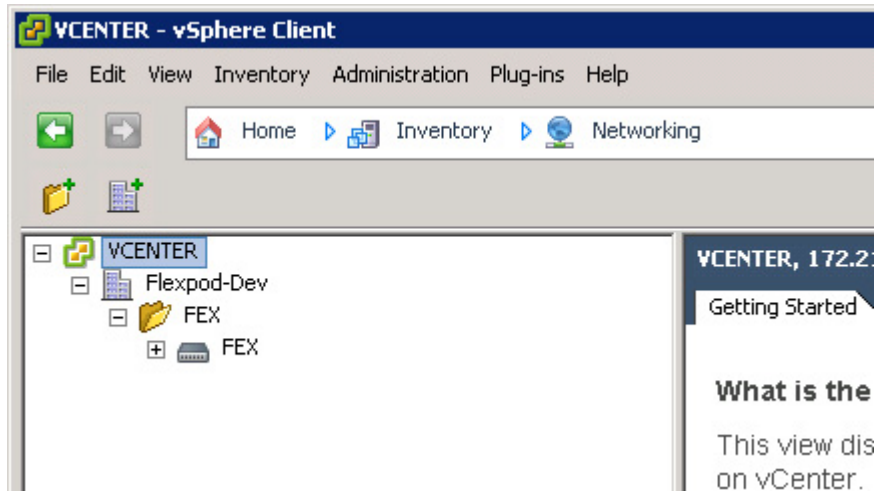 VCENTER - vSphere Client
File Edit View Inventory Administration Plug-ins Help
Home Inventory Networking
VCENTER
Flexpod-Dev
FEX
FEX
VCENTER, 172.21
Getting Started
What is the
This view dis
on vCenter.